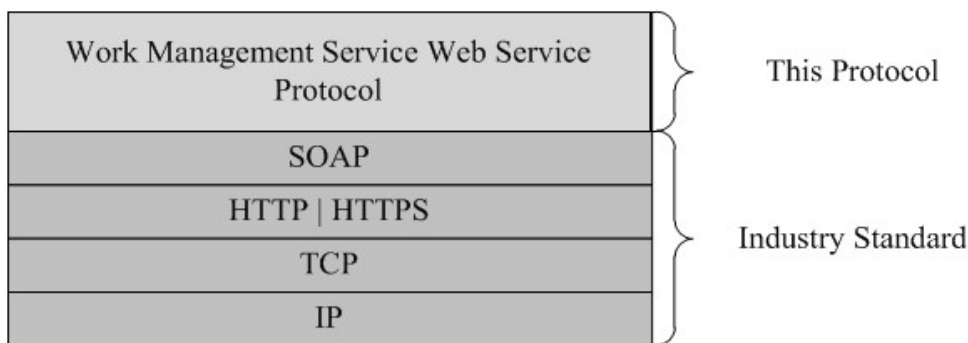 Work Management Service Web Service
Protocol
This Protocol
SOAP
HTTP | HTTPS
TCP
IP
Industry Standard